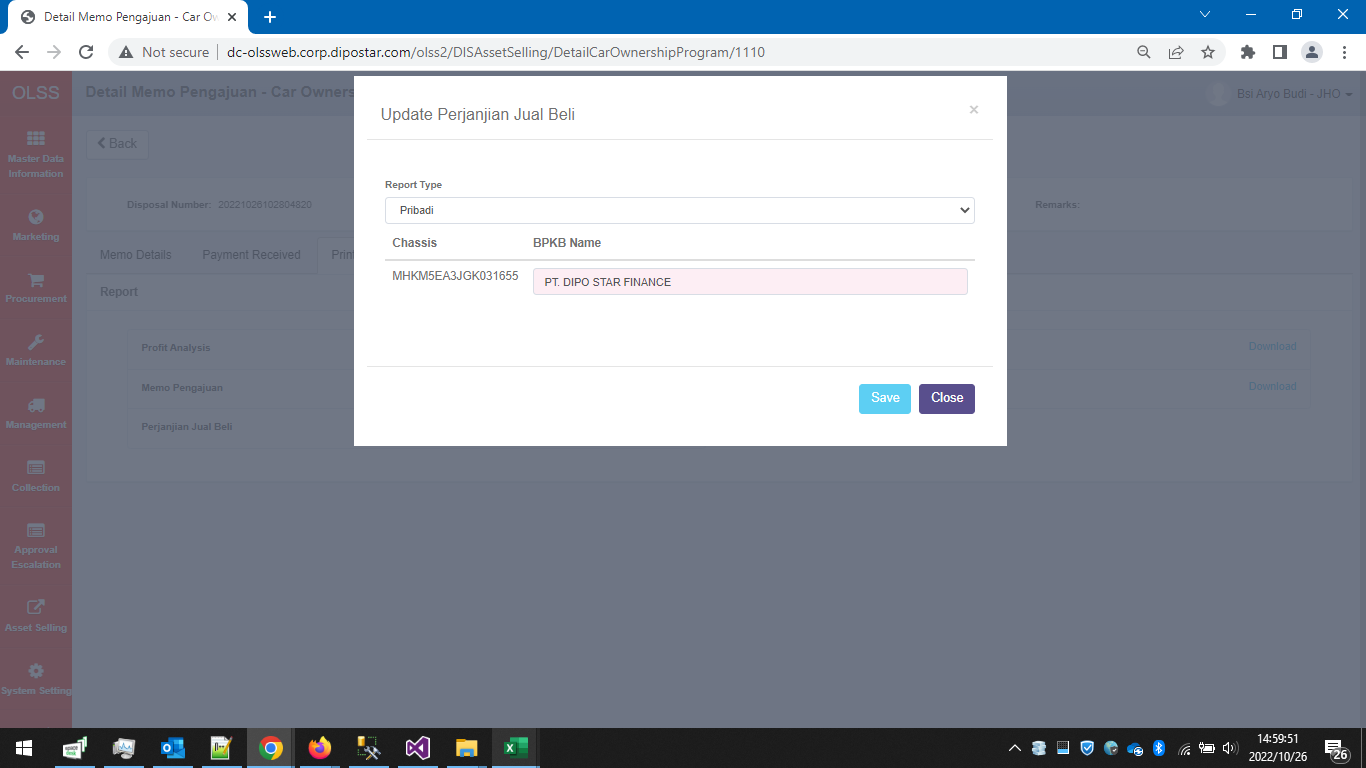 Detail Memo Pengajuan - Car Ow
Not secure
dc-olssweb.corp.dipostar.com/olss2/DISAssetSelling/DetailCarOwnershipProgram/1110
OLSS
Detail Memo Pengajuan - Car Owners
Bsi Aryo Budi - JHO
Update Perjanjian Jual Beli
×
Back
Master Data
Information
Marketing
Procurement
Maintenance
Management
Collection
Approval
Escalation
Asset Selling
System Setting
Disposal Number: 20221026102804820
Remarks:
Memo Details
Payment Received
Print
Report
Profit Analysis
Download
Memo Pengajuan
Download
Perjanjian Jual Beli
Report Type
Pribadi
Chassis
BPKB Name
MHKM5EA3JGK031655
PT. DIPO STAR FINANCE
Save
Close
14:59:51
2022/10/26
26